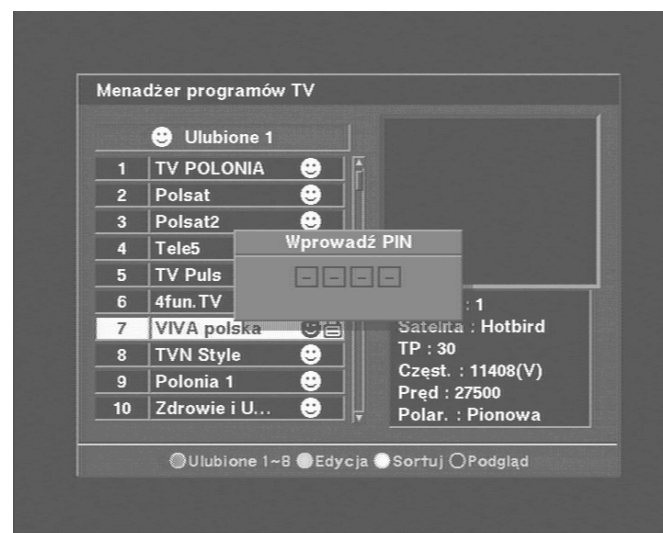 Menadżer programów TV
Ulubione 1
1 TV POLONIA
2 Polsat
3 Polsat2
4 Tele5
5 TV Puls
6 4fun.TV
7 VIVA polska
8 TVN Style
9 Polonia 1
10 Zdrowie i U...
Wprowadź PIN
- - - -
: 1
Satelita : Hotbird
TP : 30
Częst. : 11408(V)
Pręd : 27500
Polar. : Pionowa
Ulubione 1~8 Edycja Sortuj Podgląd